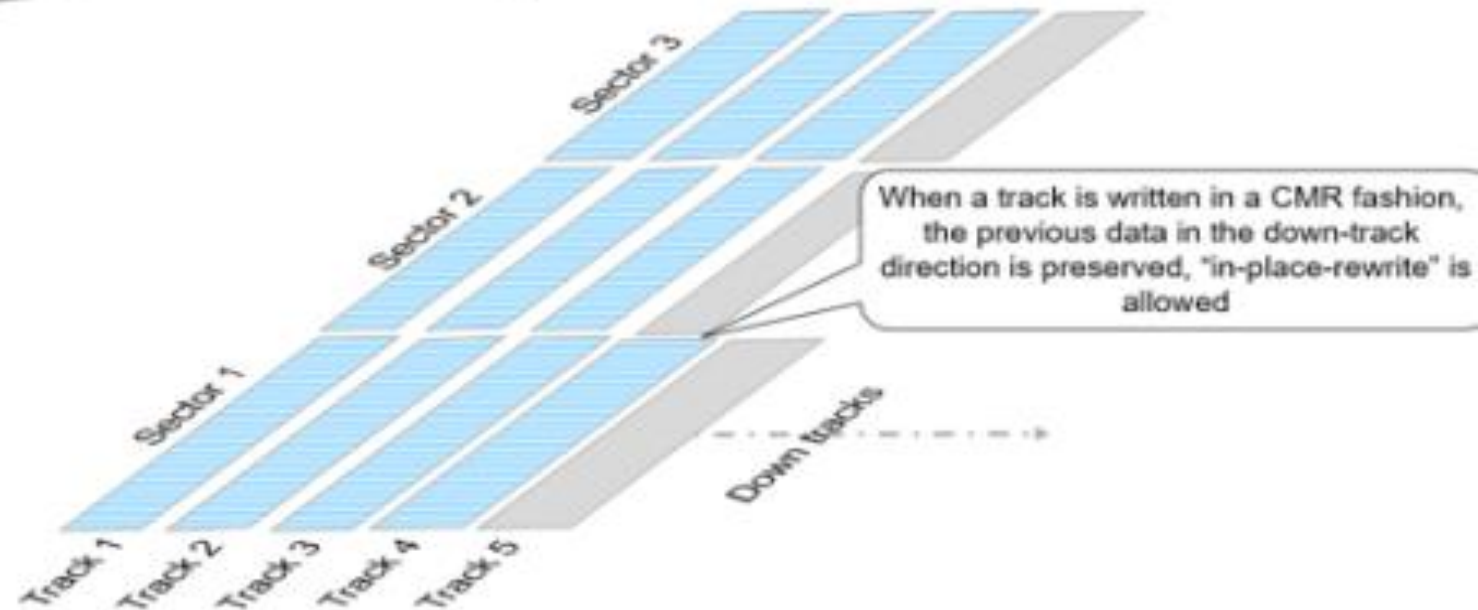 Sector 3
When a track is written in a CMR fashion,
the previous data in the down-track
direction is preserved, "in-place-rewrite" is
allowed
Sector 2
Sector 1
Down tracks
Track 1
Track 2
Track 3
Track 4
Track 5